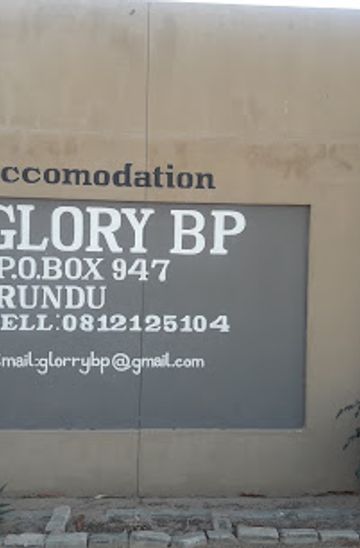 ccomodation
GLORY BP
P.O.BOX 947
RUNDU
ELL:0812125104
mail:glorrybp@gmail.com